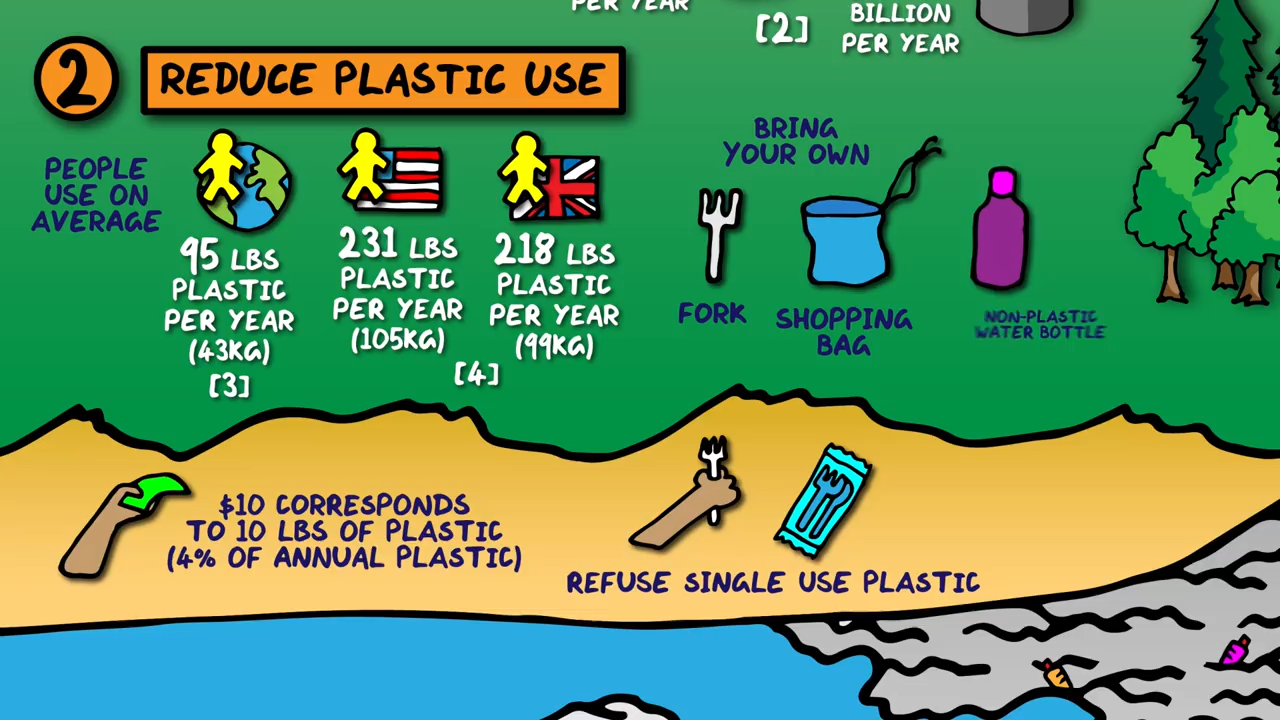 PER YEAR
[2]
BILLION
PER YEAR
2
REDUCE PLASTIC USE
PEOPLE
USE ON
AVERAGE
95 LBS
PLASTIC
PER YEAR
(43KG)
[3]
231 LBS
PLASTIC
PER YEAR
(105KG)
218 LBS
PLASTIC
PER YEAR
(99KG)
[4]
BRING
YOUR OWN
FORK
SHOPPING
BAG
NON-PLASTIC
WATER BOTTLE
$10 CORRESPONDS
TO 10 LBS OF PLASTIC
(4% OF ANNUAL PLASTIC)
REFUSE SINGLE USE PLASTIC